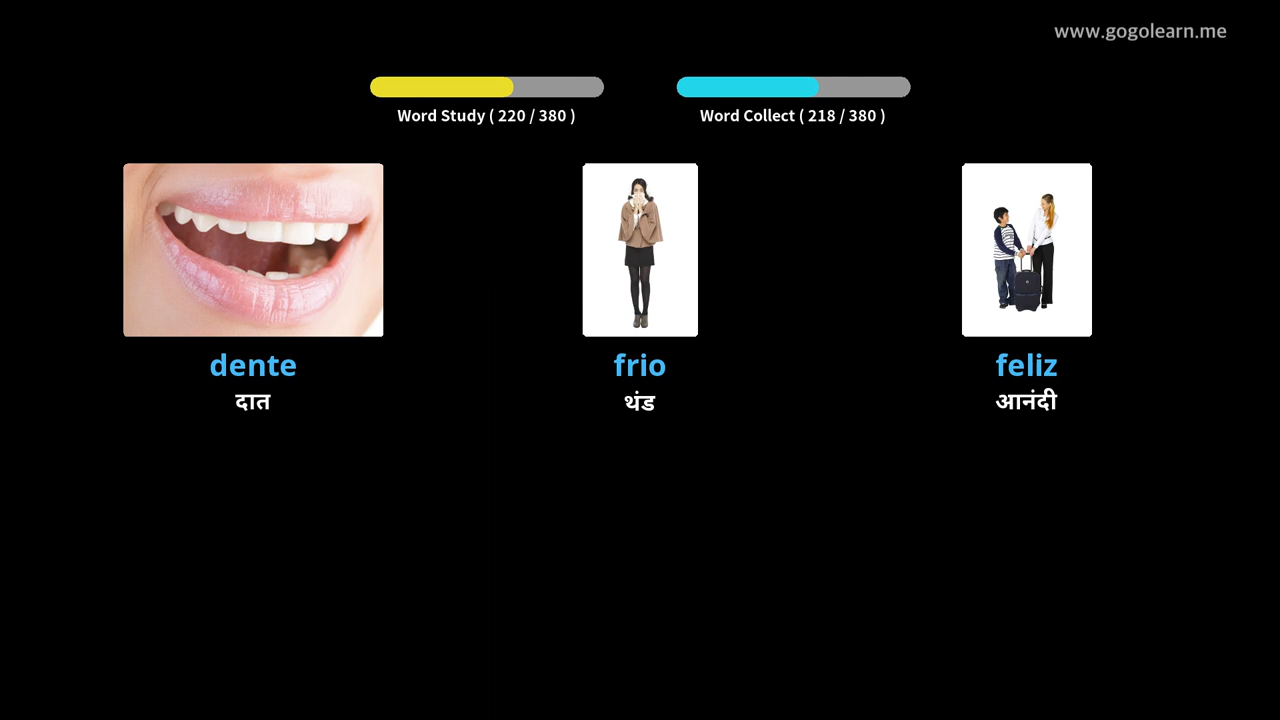 www.gogolearn.me
Word Study ( 220 / 380 )
Word Collect ( 218 / 380 )
dente
दात
frio
थंड
feliz
आनंदी